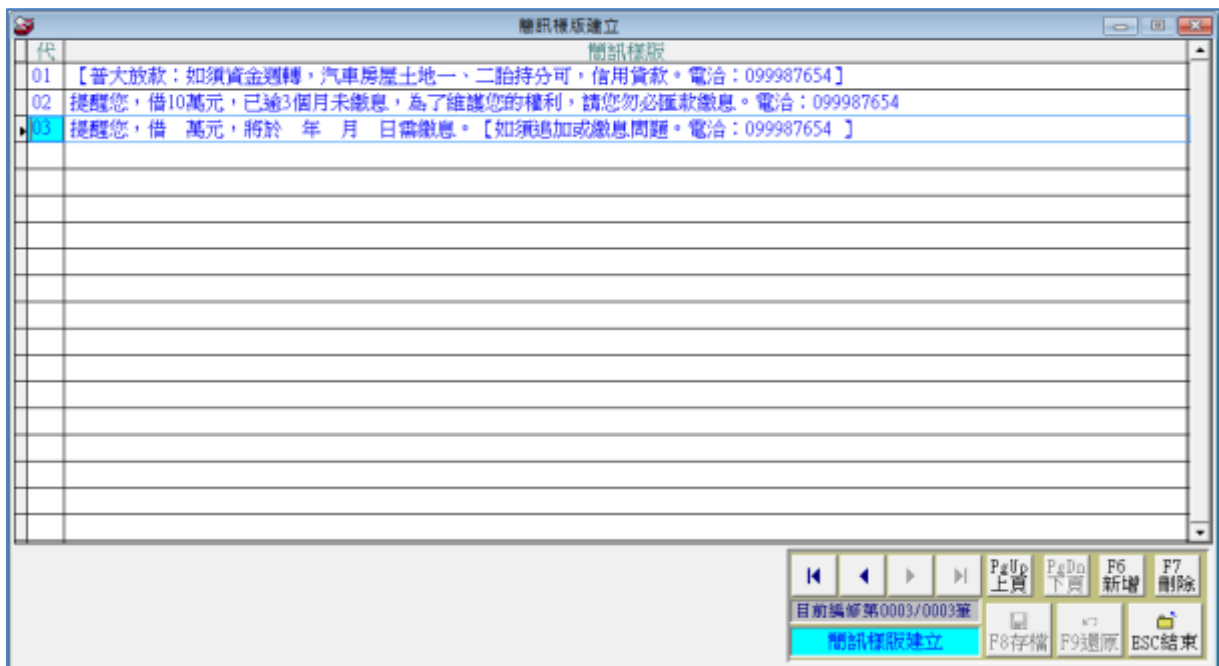 簡訊樣版建立
代 簡訊樣版
01 【普大放款：如須資金週轉，汽車房屋土地一、二胎持分可，信用貸款。電洽：099987654】
02 提醒您，借10萬元，已逾3個月未繳息，為了維護您的權利，請您勿必匯款繳息。電洽：099987654
03 提醒您，借 萬元，將於 年 月 日需繳息。【如須追加或繳息問題。電洽：099987654 】
PgUp 上頁 PgDn 下頁 F6 新增 F7 刪除
目前編修第0003/0003筆
簡訊樣版建立 F8存檔 F9還原 ESC結束